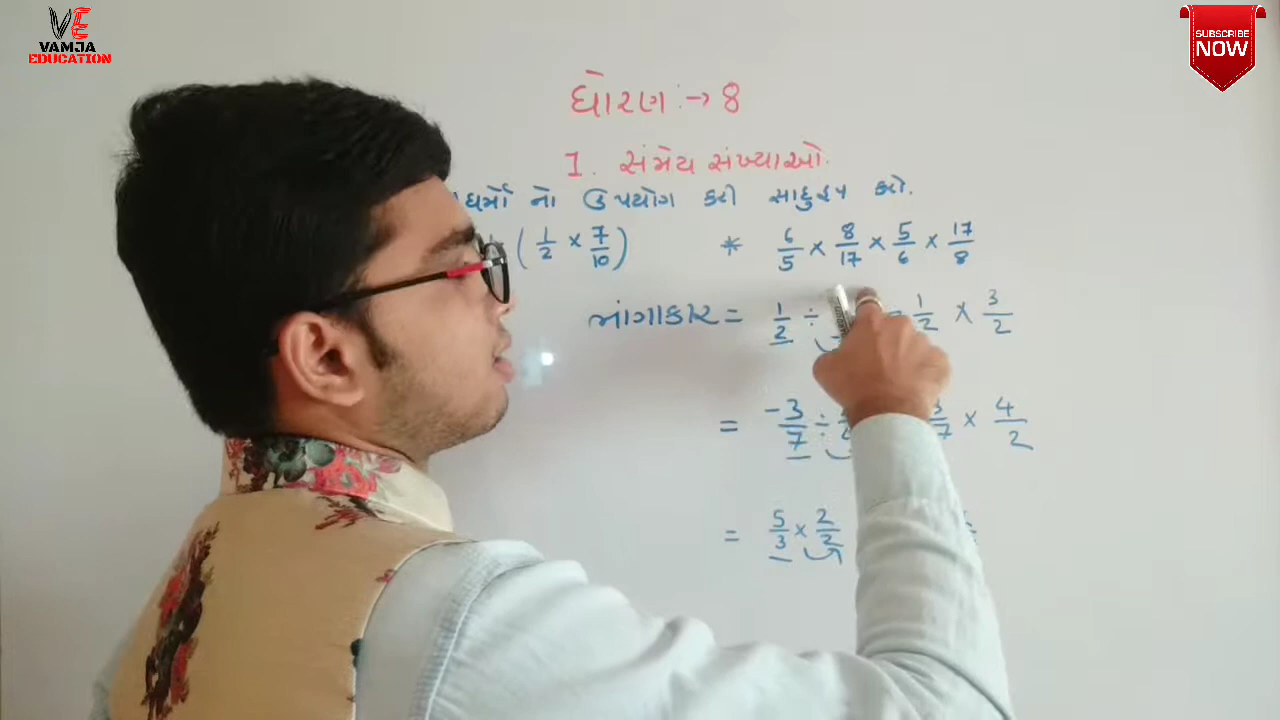 VE
VAMJA
EDUCATION
SUBSCRIBE
NOW
ધોરણ :→ 8
1. સંમેય સંખ્યાઓ.
નો ઉપયોગ કરી સાદુરૂપ કરો.
(1/2 × 7/10) * 6/5 × 8/17 × 5/6 × 17/8
ભાગાકાર = 1/2 ÷ = 1/2 × 3/2
= -3/7 ÷ × 4/2
= 5/3 × 2/2